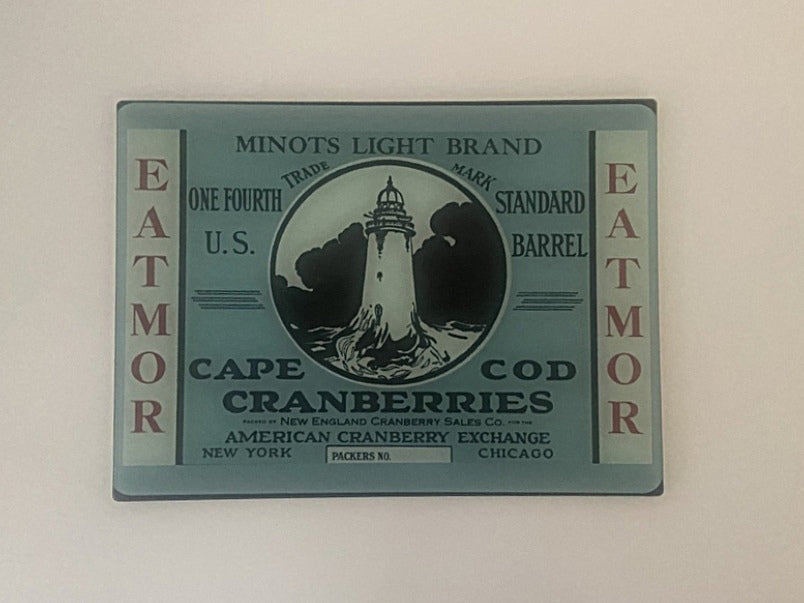 MINOTS LIGHT BRAND
TRADE MARK
ONE FOURTH STANDARD
U.S. BARREL
EATMOR
EATMOR
CAPE COD
CRANBERRIES
PACKED BY NEW ENGLAND CRANBERRY SALES CO. FOR THE
AMERICAN CRANBERRY EXCHANGE
NEW YORK PACKERS NO. CHICAGO